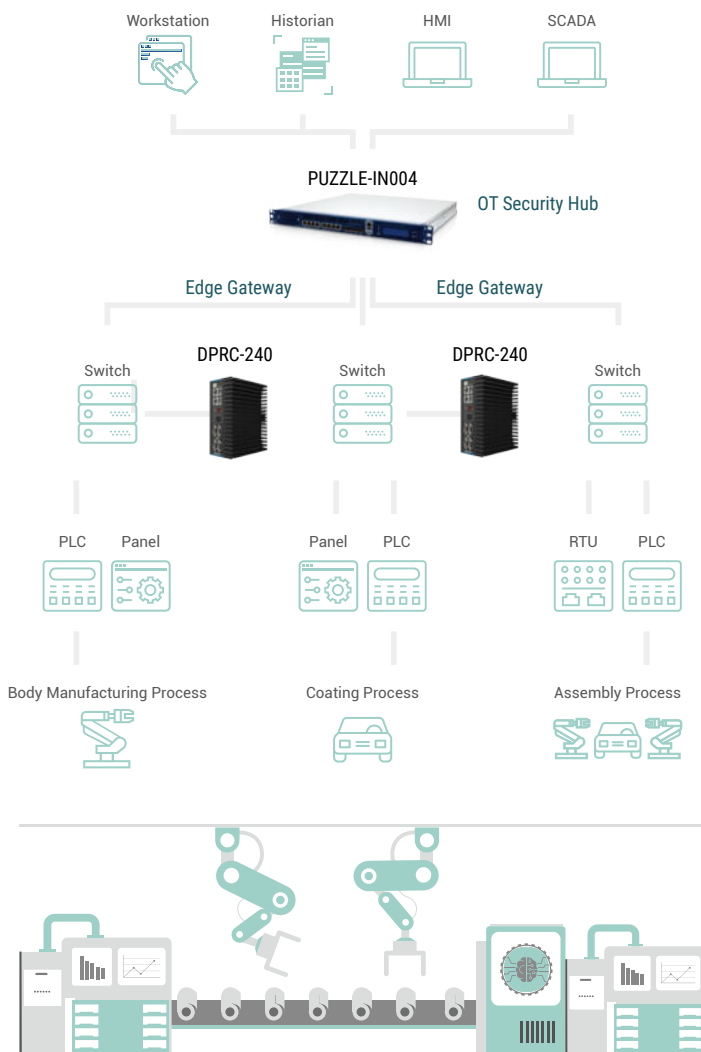 Workstation
Historian
HMI
SCADA
PUZZLE-IN004
OT Security Hub
Edge Gateway
Edge Gateway
DPRC-240
DPRC-240
Switch
Switch
Switch
PLC
Panel
Panel
PLC
RTU
PLC
Body Manufacturing Process
Coating Process
Assembly Process